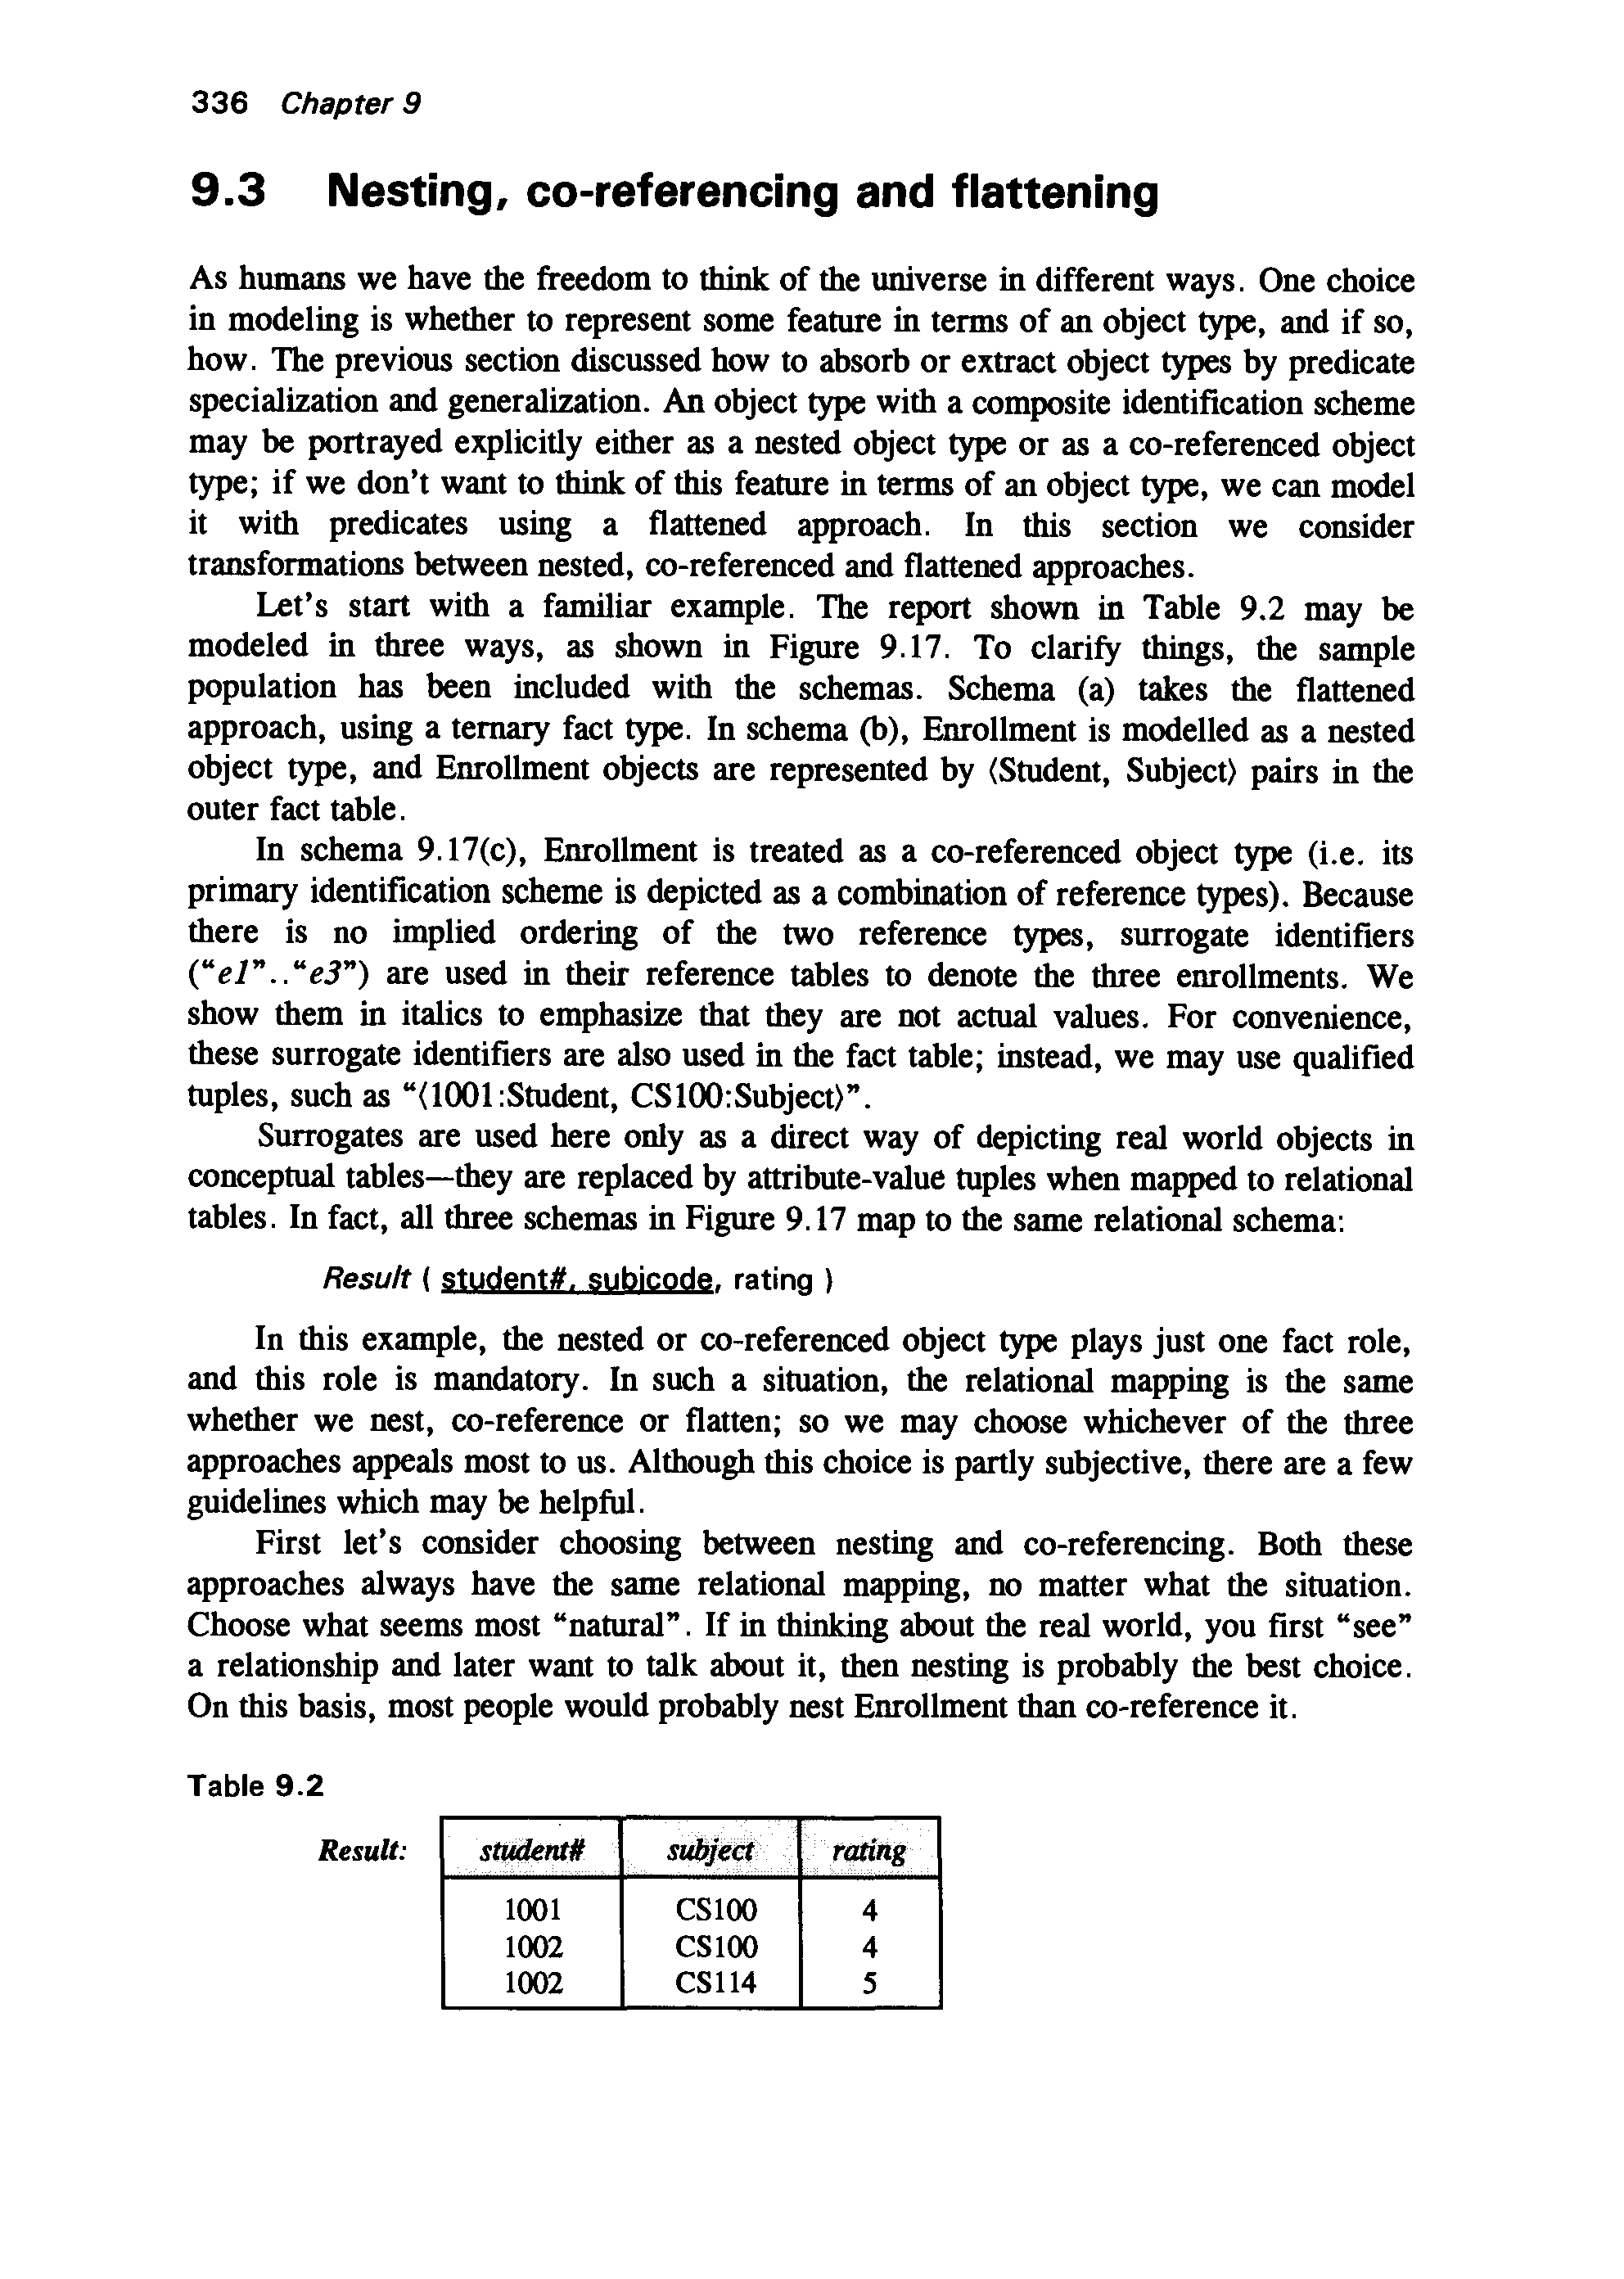 336 Chapter 9
9.3 Nesting, co-referencing and flattening
As humans we have the freedom to think of the universe in different ways. One choice
in modeling is whether to represent some feature in terms of an object type, and if so,
how. The previous section discussed how to absorb or extract object types by predicate
specialization and generalization. An object type with a composite identification scheme
may be portrayed explicitly either as a nested object type or as a co-referenced object
type; if we don't want to think of this feature in terms of an object type, we can model
it with predicates using a flattened approach. In this section we consider
transformations between nested, co-referenced and flattened approaches.
Let's start with a familiar example. The report shown in Table 9.2 may be
modeled in three ways, as shown in Figure 9.17. To clarify things, the sample
population has been included with the schemas. Schema (a) takes the flattened
approach, using a ternary fact type. In schema (b), Enrollment is modelled as a nested
object type, and Enrollment objects are represented by ⟨Student, Subject⟩ pairs in the
outer fact table.
In schema 9.17(c), Enrollment is treated as a co-referenced object type (i.e. its
primary identification scheme is depicted as a combination of reference types). Because
there is no implied ordering of the two reference types, surrogate identifiers
("e1".."e3") are used in their reference tables to denote the three enrollments. We
show them in italics to emphasize that they are not actual values. For convenience,
these surrogate identifiers are also used in the fact table; instead, we may use qualified
tuples, such as "⟨1001:Student, CS100:Subject⟩".
Surrogates are used here only as a direct way of depicting real world objects in
conceptual tables—they are replaced by attribute-value tuples when mapped to relational
tables. In fact, all three schemas in Figure 9.17 map to the same relational schema:
Result ( student#, subjcode, rating )
In this example, the nested or co-referenced object type plays just one fact role,
and this role is mandatory. In such a situation, the relational mapping is the same
whether we nest, co-reference or flatten; so we may choose whichever of the three
approaches appeals most to us. Although this choice is partly subjective, there are a few
guidelines which may be helpful.
First let's consider choosing between nesting and co-referencing. Both these
approaches always have the same relational mapping, no matter what the situation.
Choose what seems most "natural". If in thinking about the real world, you first "see"
a relationship and later want to talk about it, then nesting is probably the best choice.
On this basis, most people would probably nest Enrollment than co-reference it.
Table 9.2
Result: student# subject rating
1001 CS100 4
1002 CS100 4
1002 CS114 5